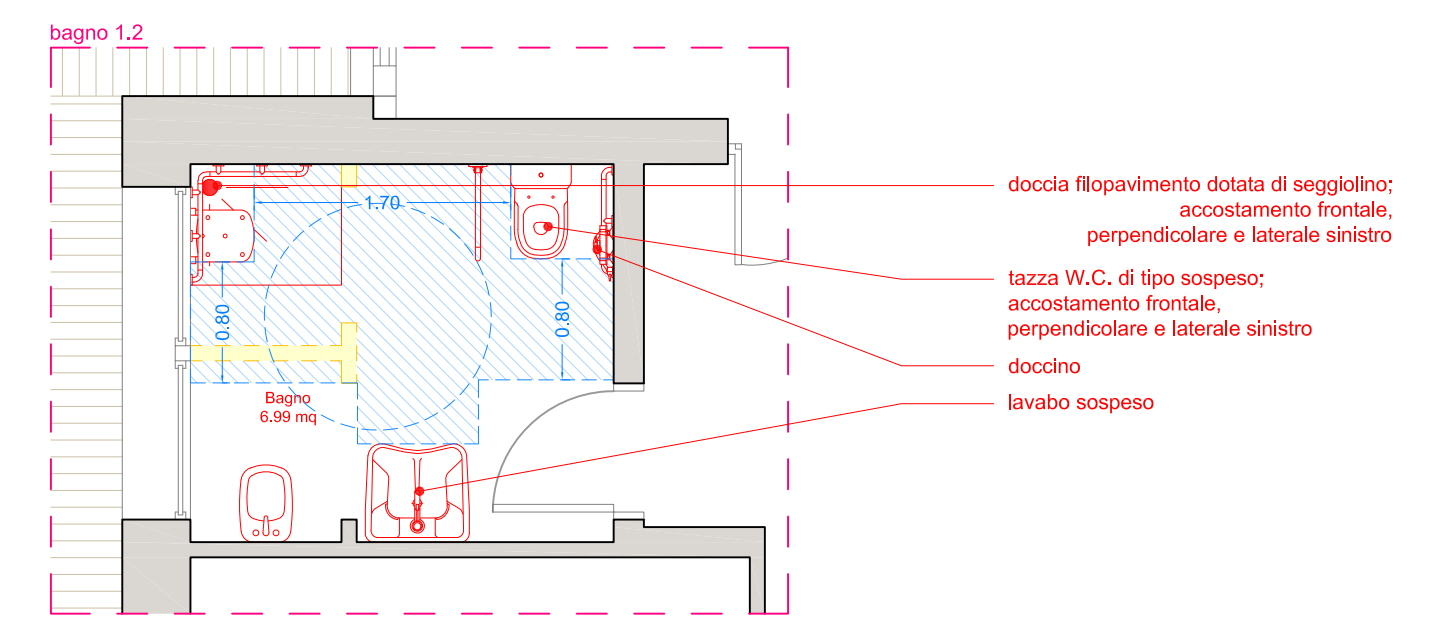 bagno 1.2
1.70
0.80
0.80
Bagno
6.99 mq
doccia filopavimento dotata di seggiolino;
accostamento frontale,
perpendicolare e laterale sinistro
tazza W.C. di tipo sospeso;
accostamento frontale,
perpendicolare e laterale sinistro
doccino
lavabo sospeso